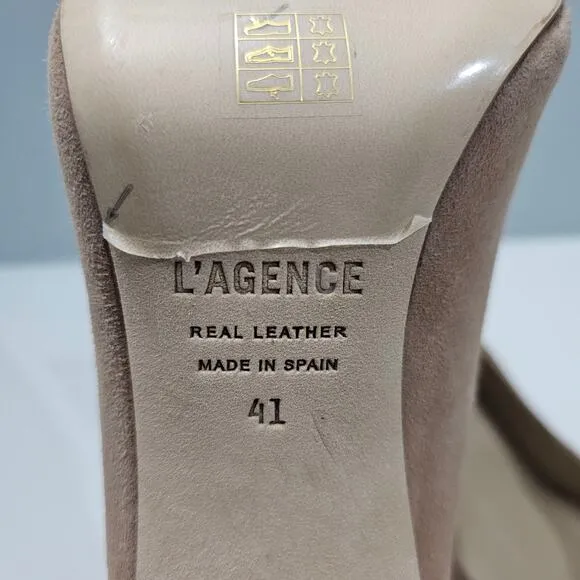 L'AGENCE
REAL LEATHER
MADE IN SPAIN
41